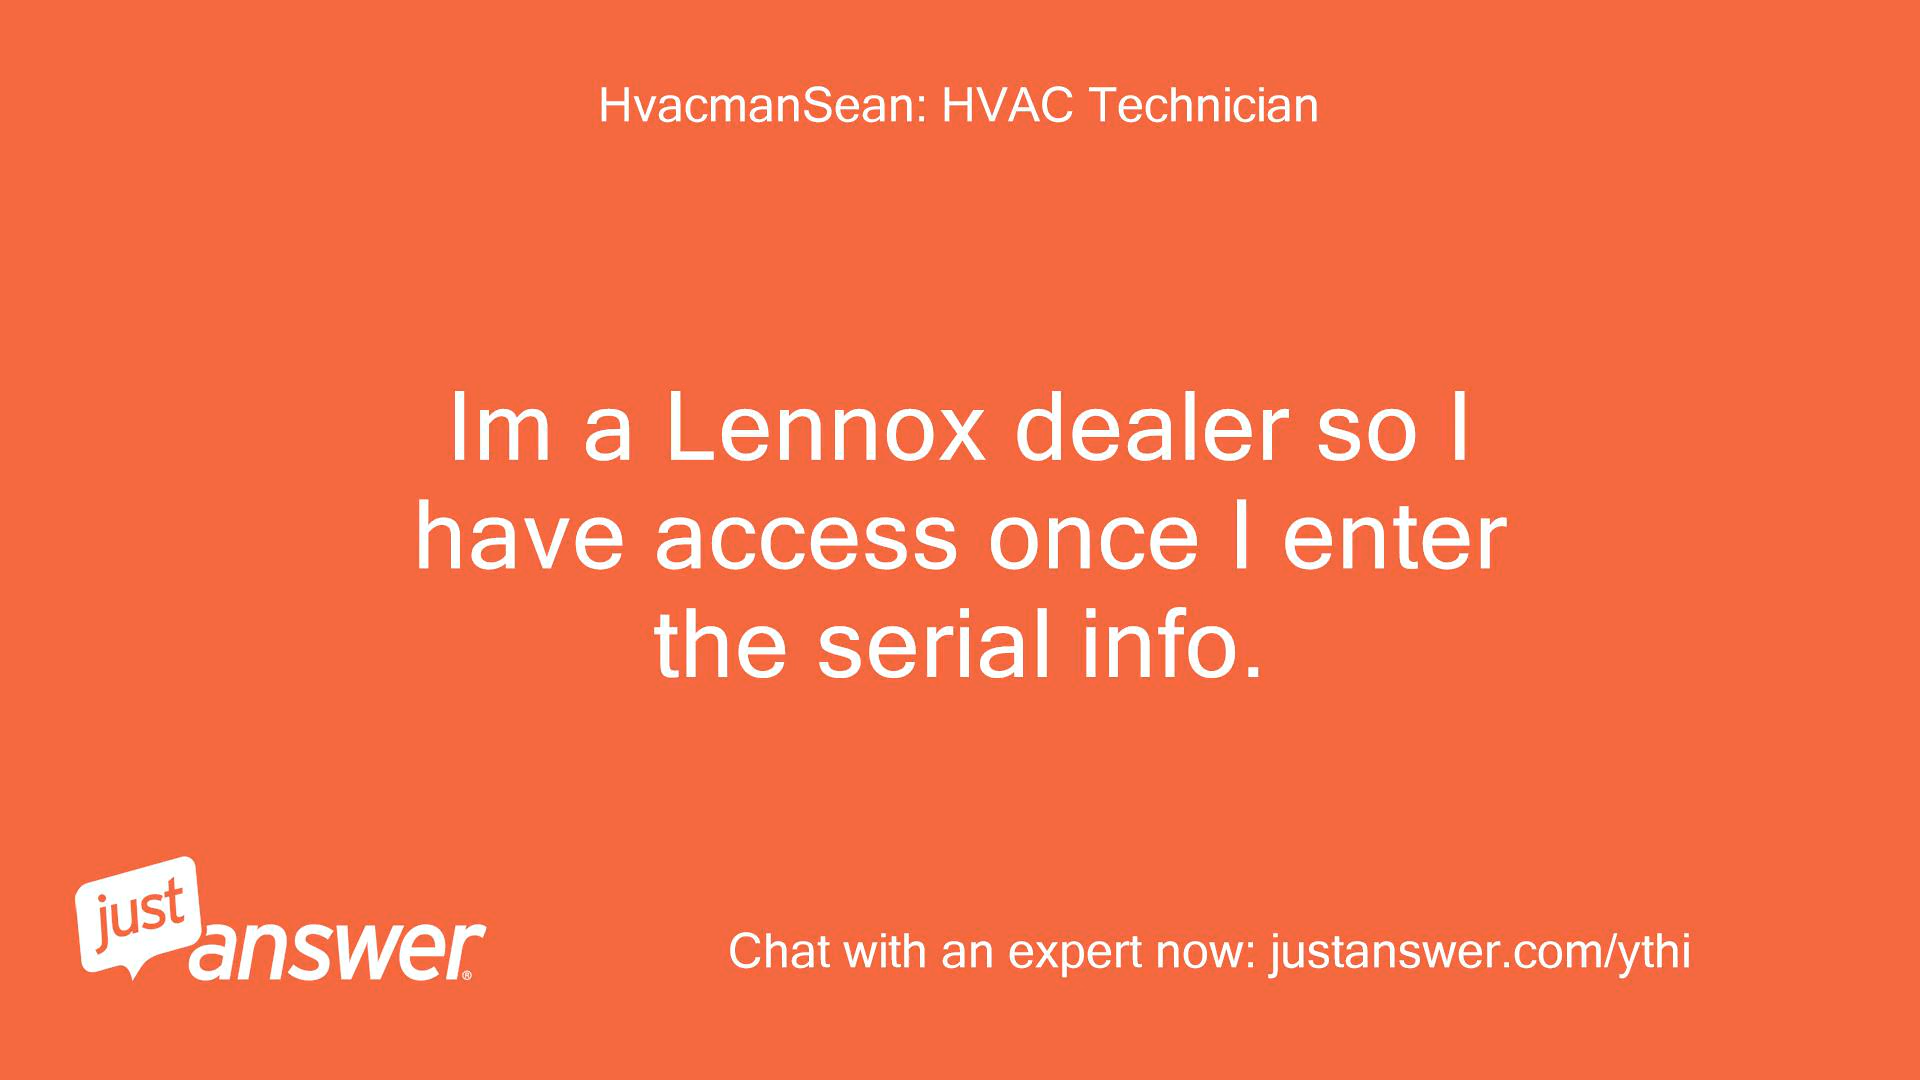 HvacmanSean: HVAC Technician
Im a Lennox dealer so I
have access once I enter
the serial info.
just
answer®
Chat with an expert now: justanswer.com/ythi